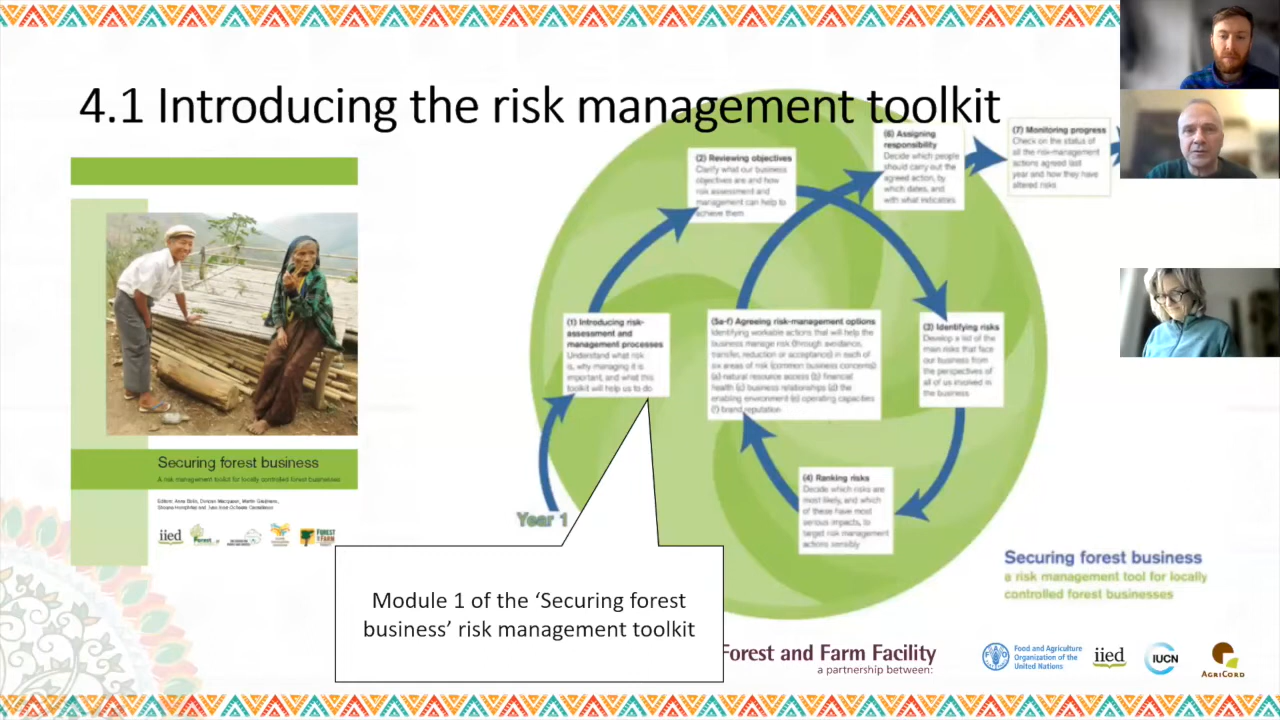 4.1 Introducing the risk management toolkit
Securing forest business
A risk management toolkit for locally controlled forest businesses
iied
(1) Introducing risk-
assessment and
management processes
Understand what risk
is, why managing it is
important, and what this
toolkit will help us to do
(2) Reviewing objectives
Clarify what our business
objectives are and how
risk assessment and
management can help to
achieve them
(3) Identifying risks
Develop a list of the
main risks that face
our business from
the perspectives of
all of us involved in
the business
(4) Ranking risks
Decide which risks are
most likely, and which
of these have most
serious impacts, to
target risk management
actions sensibly
(5a-f) Agreeing risk-management options
Identifying workable actions that will help the
business manage risk (through avoidance,
transfer, reduction or acceptance) in each of
six areas of risk (common business concerns):
(a) natural resource access (b) financial
health (c) business relationships (d) the
enabling environment (e) operating capacities
(f) brand reputation
(6) Assigning
responsibility
Decide which people
should carry out the
agreed action, by
which dates, and
with what indicators
(7) Monitoring progress
Check on the status of
all the risk-management
actions agreed last
year and how they have
altered risks
Year 1
Module 1 of the ‘Securing forest
business’ risk management toolkit
Securing forest business
a risk management tool for locally
controlled forest businesses
Forest and Farm Facility
a partnership between:
Food and Agriculture
Organization of the
United Nations
iied
IUCN
AGRICORD